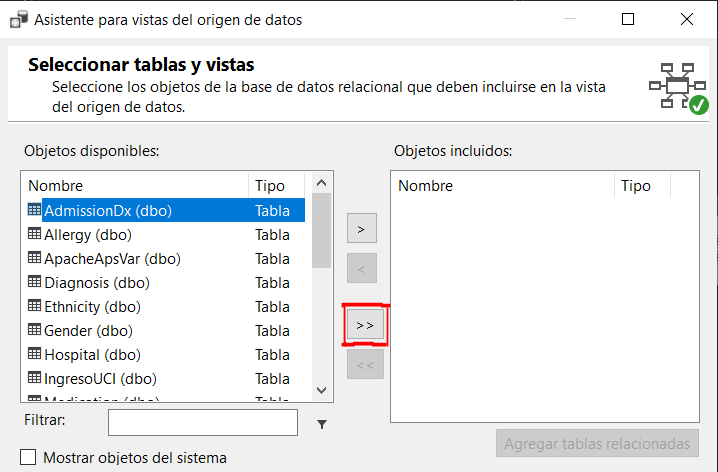 Asistente para vistas del origen de datos
Seleccionar tablas y vistas
Seleccione los objetos de la base de datos relacional que deben incluirse en la vista
del origen de datos.
Objetos disponibles:
Nombre Tipo
AdmissionDx (dbo) Tabla
Allergy (dbo) Tabla
ApacheApsVar (dbo) Tabla
Diagnosis (dbo) Tabla
Ethnicity (dbo) Tabla
Gender (dbo) Tabla
Hospital (dbo) Tabla
IngresoUCI (dbo) Tabla
Medication (dbo) Tabla
>
<
>>
<<
Objetos incluidos:
Nombre Tipo
Filtrar:
Agregar tablas relacionadas
Mostrar objetos del sistema